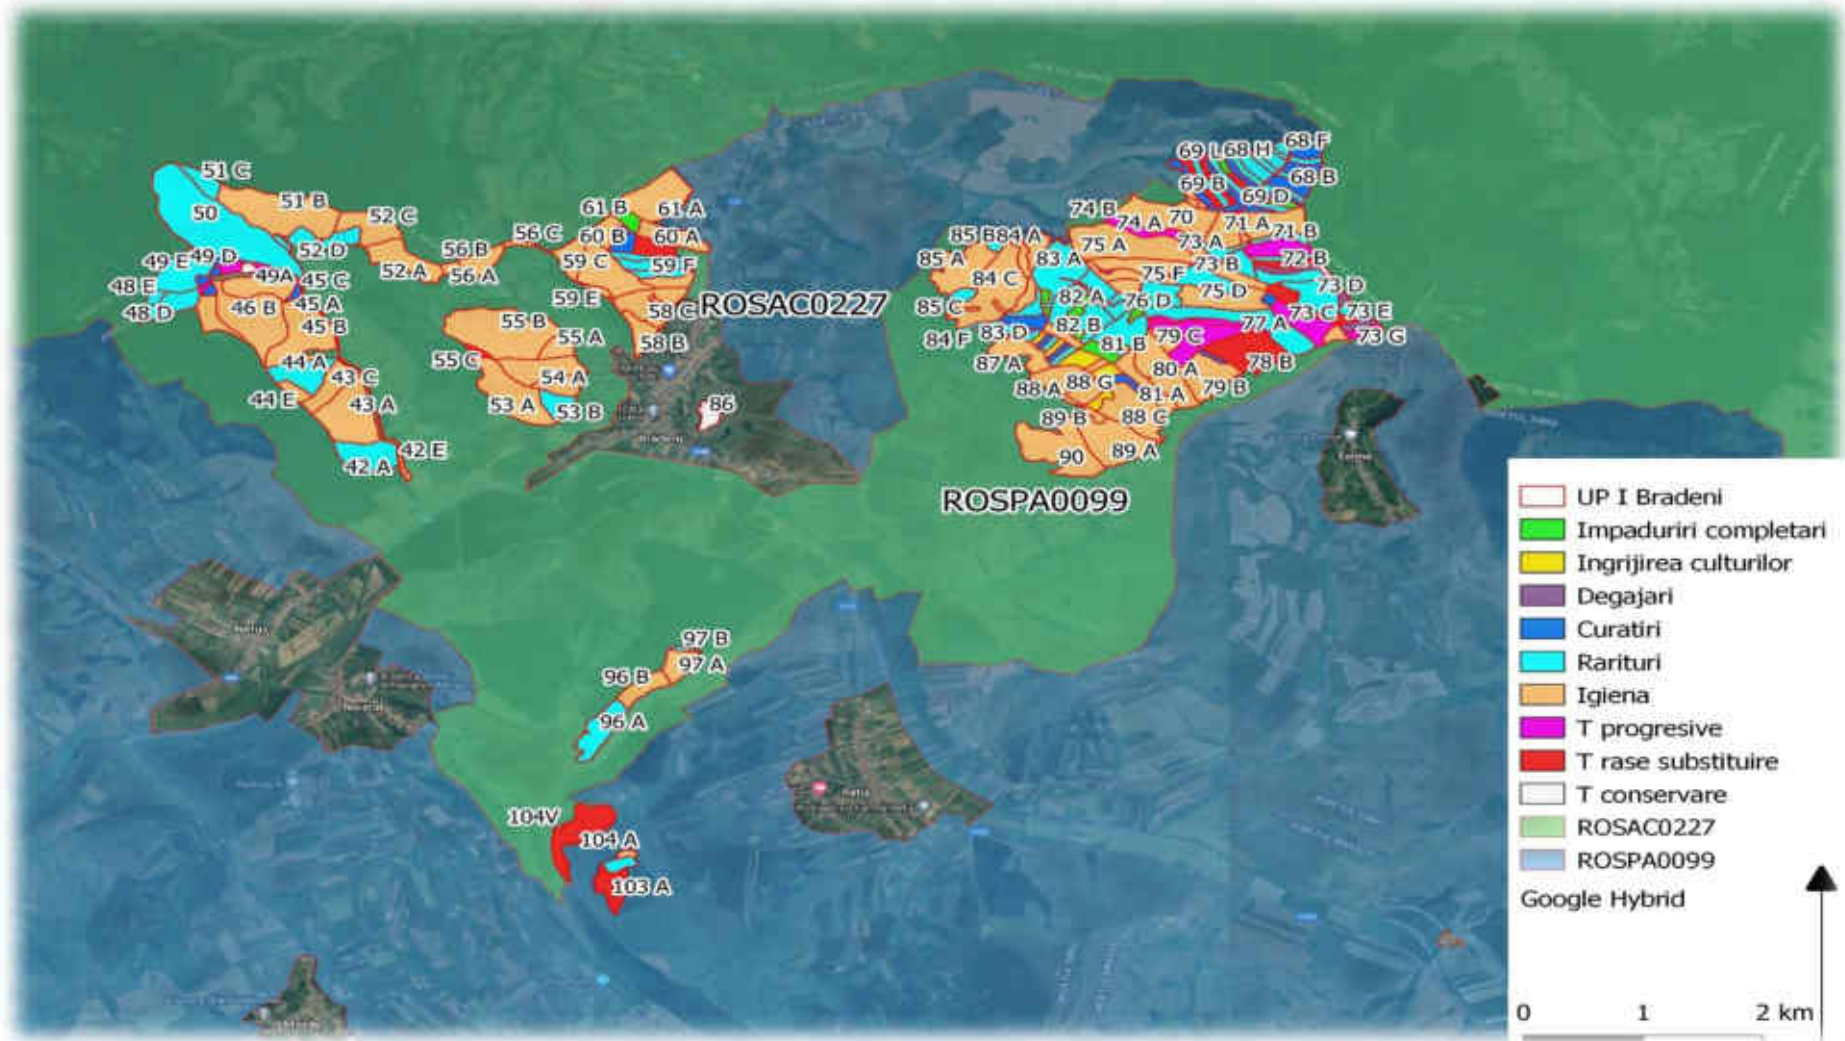 51 C
51 B
50
52 C
52 D
52 A
56 B
56 A
56 C
49 E
49 D
49A
48 E
48 D
45 C
45 A
46 B
45 B
44 A
43 C
44 E
43 A
42 E
42 A
61 B
61 A
60 B
60 A
59 C
59 F
59 E
58 C
58 B
55 B
55 A
55 C
54 A
53 A
53 B
86
ROSAC0227
69 L
68 H
68 F
69 B
68 B
69 D
74 B
74 A
70
71 A
71 B
85 B
84 A
75 A
73 A
85 A
83 A
73 B
72 B
84 C
75 F
73 D
85 C
82 A
76 D
75 D
73 C
73 E
84 F
83 D
82 B
77 A
73 G
81 B
79 C
78 B
87 A
80 A
88 A
88 G
81 A
79 B
89 B
88 C
90
89 A
ROSPA0099
97 B
97 A
96 B
96 A
104V
104 A
103 A
UP I Bradeni
Impaduriri completari
Ingrijirea culturilor
Degajari
Curatiri
Rarituri
Igiena
T progresive
T rase substituire
T conservare
ROSAC0227
ROSPA0099
Google Hybrid
0 1 2 km